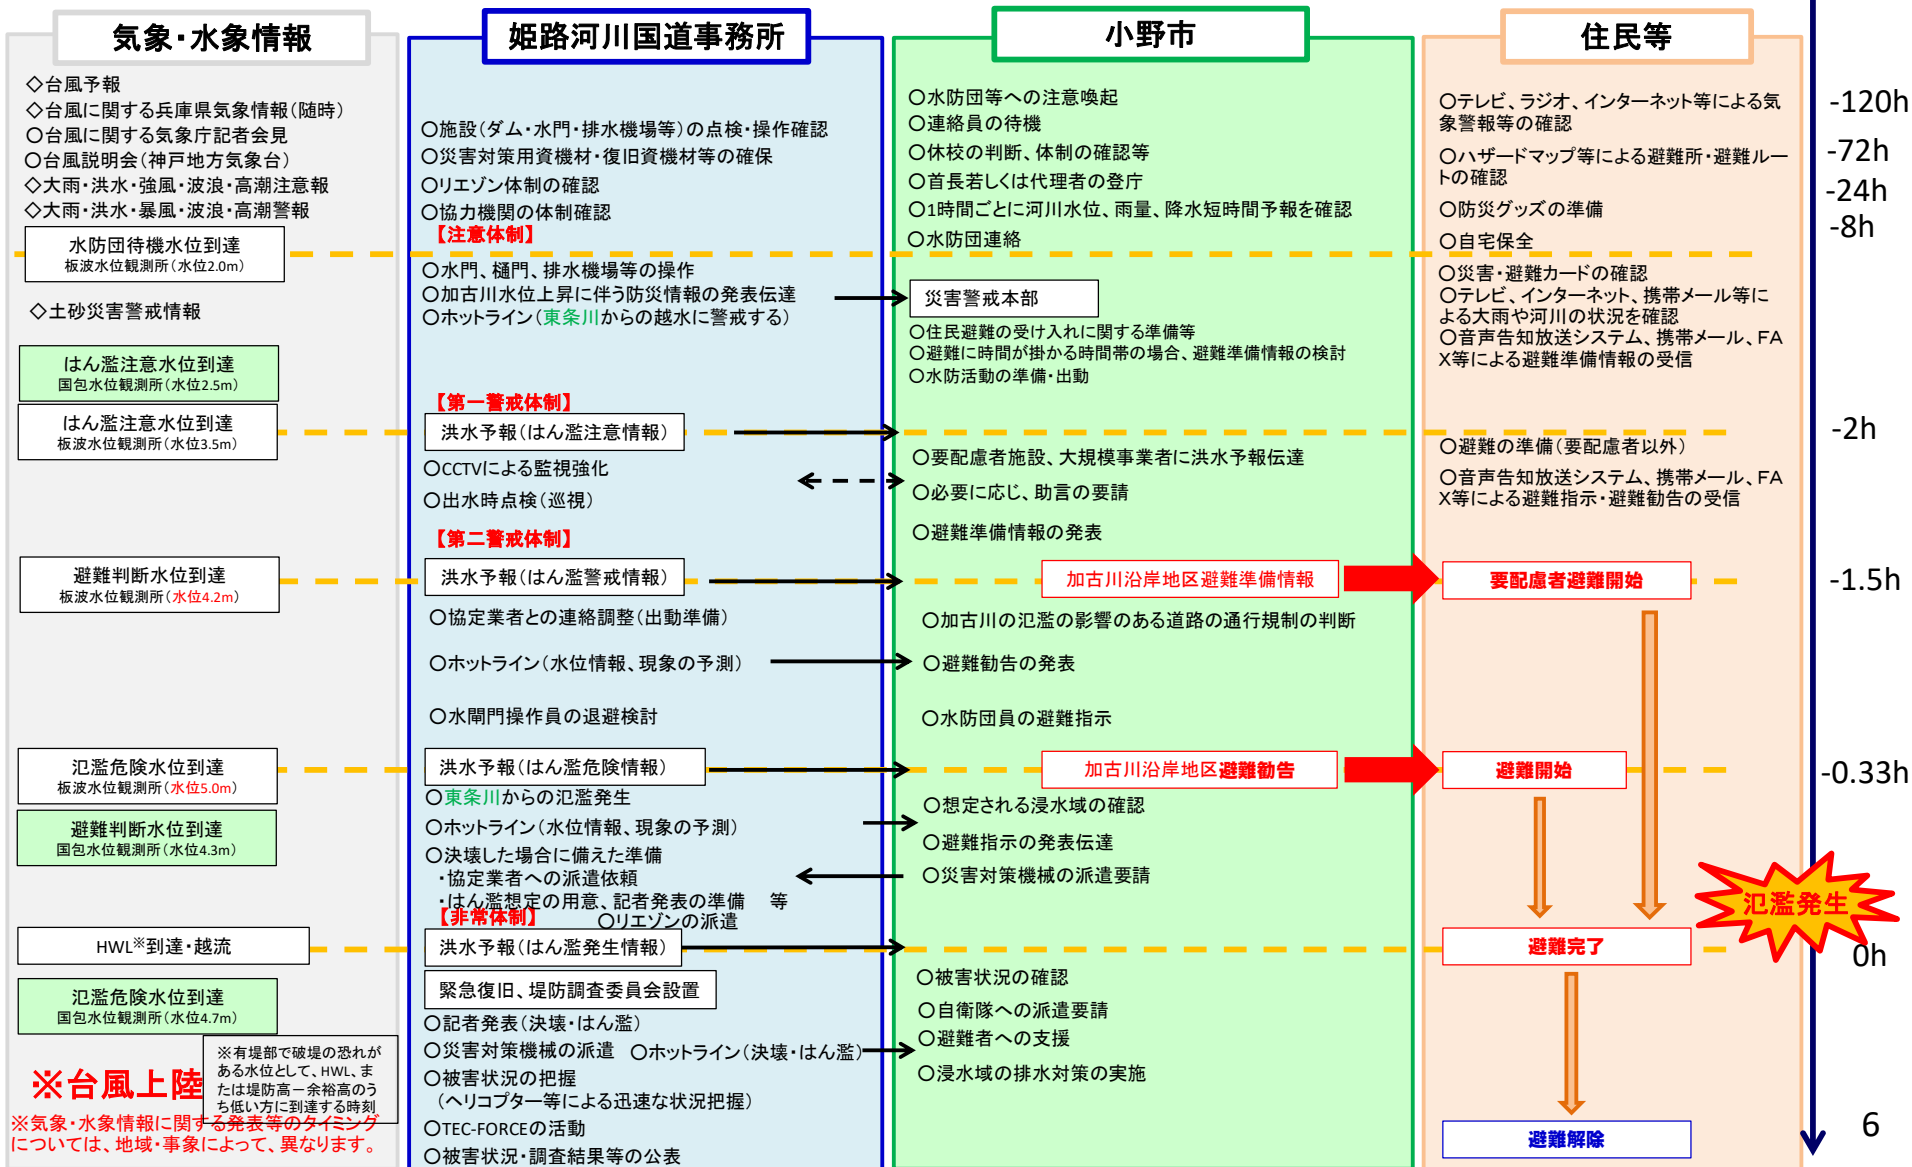 気象・水象情報
◇台風予報
◇台風に関する兵庫県気象情報(随時)
○台風に関する気象庁記者会見
○台風説明会(神戸地方気象台)
◇大雨・洪水・強風・波浪・高潮注意報
◇大雨・洪水・暴風・波浪・高潮警報
水防団待機水位到達
板波水位観測所(水位2.0m)
◇土砂災害警戒情報
はん濫注意水位到達
国包水位観測所(水位2.5m)
はん濫注意水位到達
板波水位観測所(水位3.5m)
避難判断水位到達
板波水位観測所(水位4.2m)
氾濫危険水位到達
板波水位観測所(水位5.0m)
避難判断水位到達
国包水位観測所(水位4.3m)
HWL※到達・越流
氾濫危険水位到達
国包水位観測所(水位4.7m)
※台風上陸
※有堤部で破堤の恐れが
ある水位として、HWL、ま
たは堤防高－余裕高のう
ち低い方に到達する時刻
※気象・水象情報に関する発表等のタイミング
については、地域・事象によって、異なります。
姫路河川国道事務所
○施設(ダム・水門・排水機場等)の点検・操作確認
○災害対策用資機材・復旧資機材等の確保
○リエゾン体制の確認
○協力機関の体制確認
【注意体制】
○水門、樋門、排水機場等の操作
○加古川水位上昇に伴う防災情報の発表伝達
○ホットライン(東条川からの越水に警戒する)
【第一警戒体制】
洪水予報(はん濫注意情報)
○CCTVによる監視強化
○出水時点検(巡視)
【第二警戒体制】
洪水予報(はん濫警戒情報)
○協定業者との連絡調整(出動準備)
○ホットライン(水位情報、現象の予測)
○水閘門操作員の退避検討
洪水予報(はん濫危険情報)
○東条川からの氾濫発生
○ホットライン(水位情報、現象の予測)
○決壊した場合に備えた準備
・協定業者への派遣依頼
・はん濫想定の用意、記者発表の準備 等
【非常体制】 ○リエゾンの派遣
洪水予報(はん濫発生情報)
緊急復旧、堤防調査委員会設置
○記者発表(決壊・はん濫)
○災害対策機械の派遣 ○ホットライン(決壊・はん濫)
○被害状況の把握
(ヘリコプター等による迅速な状況把握)
○TEC-FORCEの活動
○被害状況・調査結果等の公表
小野市
○水防団等への注意喚起
○連絡員の待機
○休校の判断、体制の確認等
○首長若しくは代理者の登庁
○1時間ごとに河川水位、雨量、降水短時間予報を確認
○水防団連絡
災害警戒本部
○住民避難の受け入れに関する準備等
○避難に時間が掛かる時間帯の場合、避難準備情報の検討
○水防活動の準備・出動
○要配慮者施設、大規模事業者に洪水予報伝達
○必要に応じ、助言の要請
○避難準備情報の発表
加古川沿岸地区避難準備情報
○加古川の氾濫の影響のある道路の通行規制の判断
○避難勧告の発表
○水防団員の避難指示
加古川沿岸地区避難勧告
○想定される浸水域の確認
○避難指示の発表伝達
○災害対策機械の派遣要請
○被害状況の確認
○自衛隊への派遣要請
○避難者への支援
○浸水域の排水対策の実施
住民等
○テレビ、ラジオ、インターネット等による気
象警報等の確認
○ハザードマップ等による避難所・避難ルー
トの確認
○防災グッズの準備
○自宅保全
○災害・避難カードの確認
○テレビ、インターネット、携帯メール等に
よる大雨や河川の状況を確認
○音声告知放送システム、携帯メール、FA
X等による避難準備情報の受信
○避難の準備(要配慮者以外)
○音声告知放送システム、携帯メール、FA
X等による避難指示・避難勧告の受信
要配慮者避難開始
避難開始
避難完了
避難解除
-120h
-72h
-24h
-8h
-2h
-1.5h
-0.33h
氾濫発生
0h
6